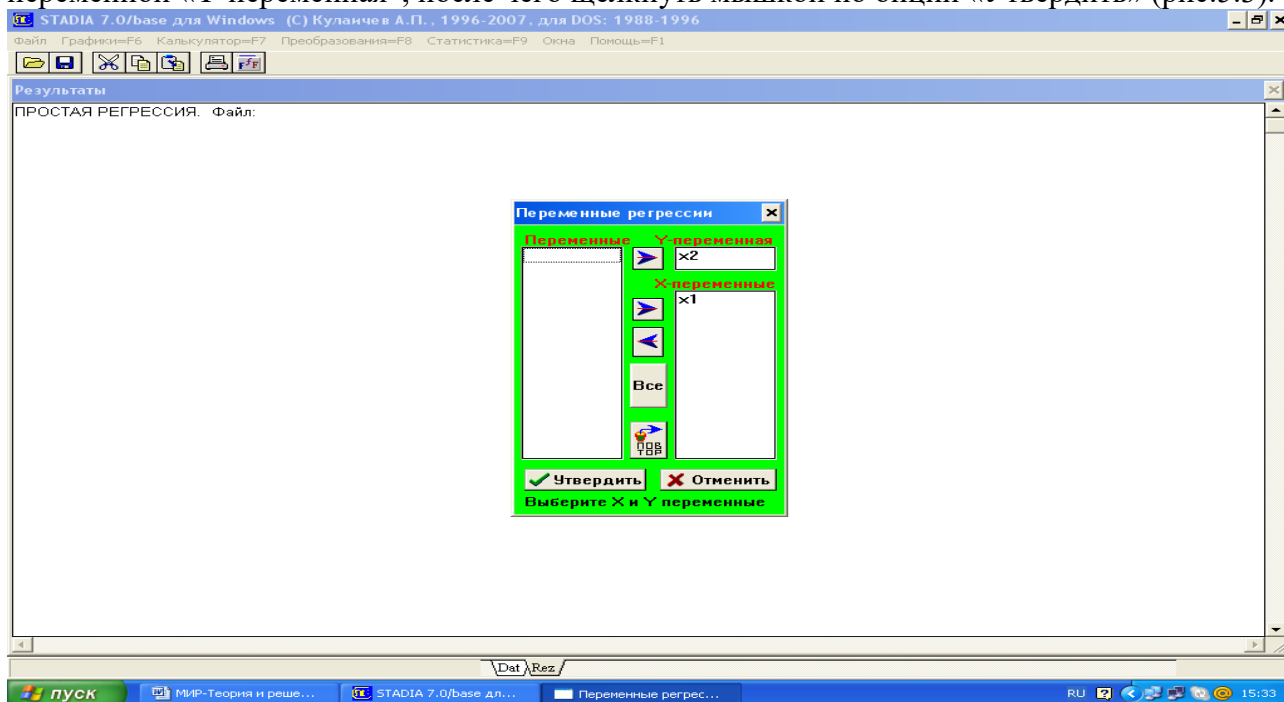 переменной «Y-переменная», после чего щелкнуть мышкой по опции «Утвердить» (рис.3.3).
STADIA 7.0/base для Windows (C) Кулаичев А.П., 1996-2007, для DOS: 1988-1996
Файл Графики=F6 Калькулятор=F7 Преобразования=F8 Статистика=F9 Окна Помощь=F1
Результаты
ПРОСТАЯ РЕГРЕССИЯ. Файл:
Переменные регрессии
Переменные Y-переменная
x2
X-переменные
x1
Все
ПОВ
ТОР
Утвердить Отменить
Выберите X и Y переменные
Dat Rez
пуск МИР-Теория и реше... STADIA 7.0/base дл... Переменные регрес... RU 15:33